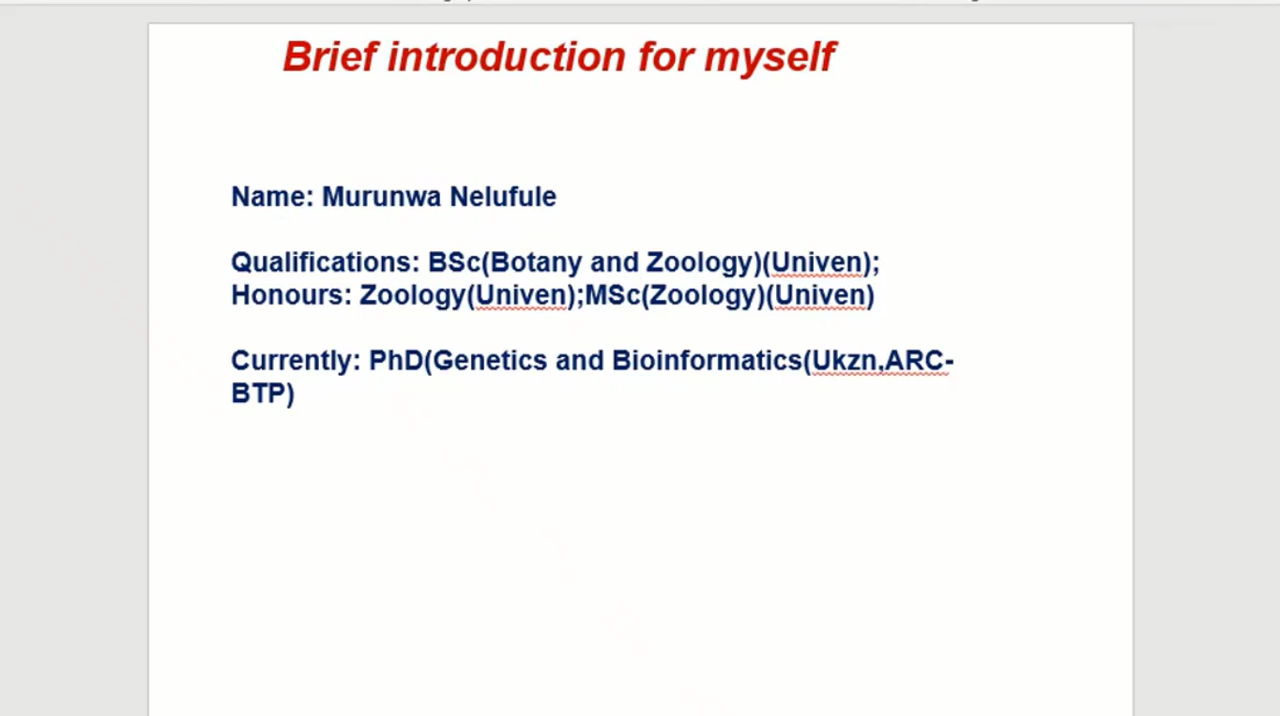 Brief introduction for myself
Name: Murunwa Nelufule
Qualifications: BSc(Botany and Zoology)(Univen);
Honours: Zoology(Univen);MSc(Zoology)(Univen)
Currently: PhD(Genetics and Bioinformatics(Ukzn,ARC-
BTP)